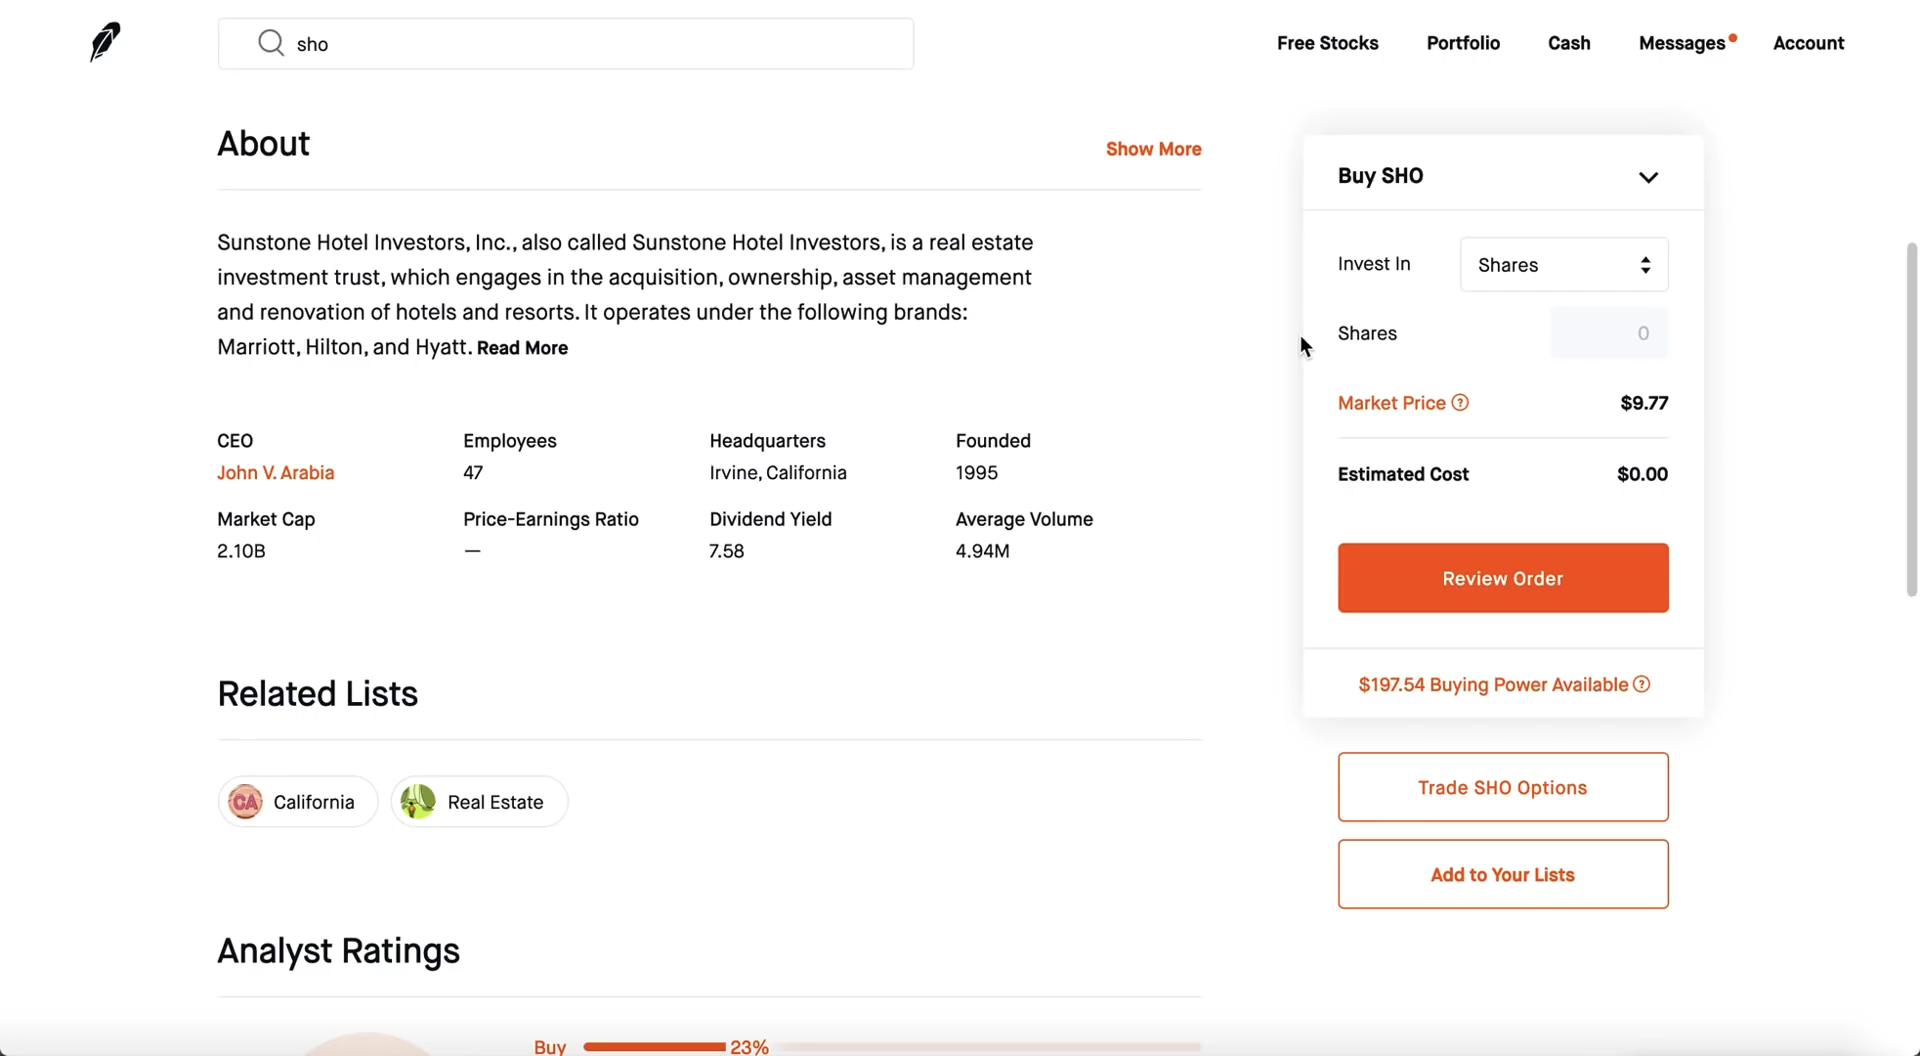 sho
Free Stocks
Portfolio
Cash
Messages
Account
About
Show More
Sunstone Hotel Investors, Inc., also called Sunstone Hotel Investors, is a real estate
investment trust, which engages in the acquisition, ownership, asset management
and renovation of hotels and resorts. It operates under the following brands:
Marriott, Hilton, and Hyatt. Read More
CEO
John V. Arabia
Employees
47
Headquarters
Irvine, California
Founded
1995
Market Cap
2.10B
Price-Earnings Ratio
—
Dividend Yield
7.58
Average Volume
4.94M
Related Lists
CA California
Real Estate
Analyst Ratings
Buy 23%
Buy SHO
Invest In Shares
Shares 0
Market Price ? $9.77
Estimated Cost $0.00
Review Order
$197.54 Buying Power Available ?
Trade SHO Options
Add to Your Lists